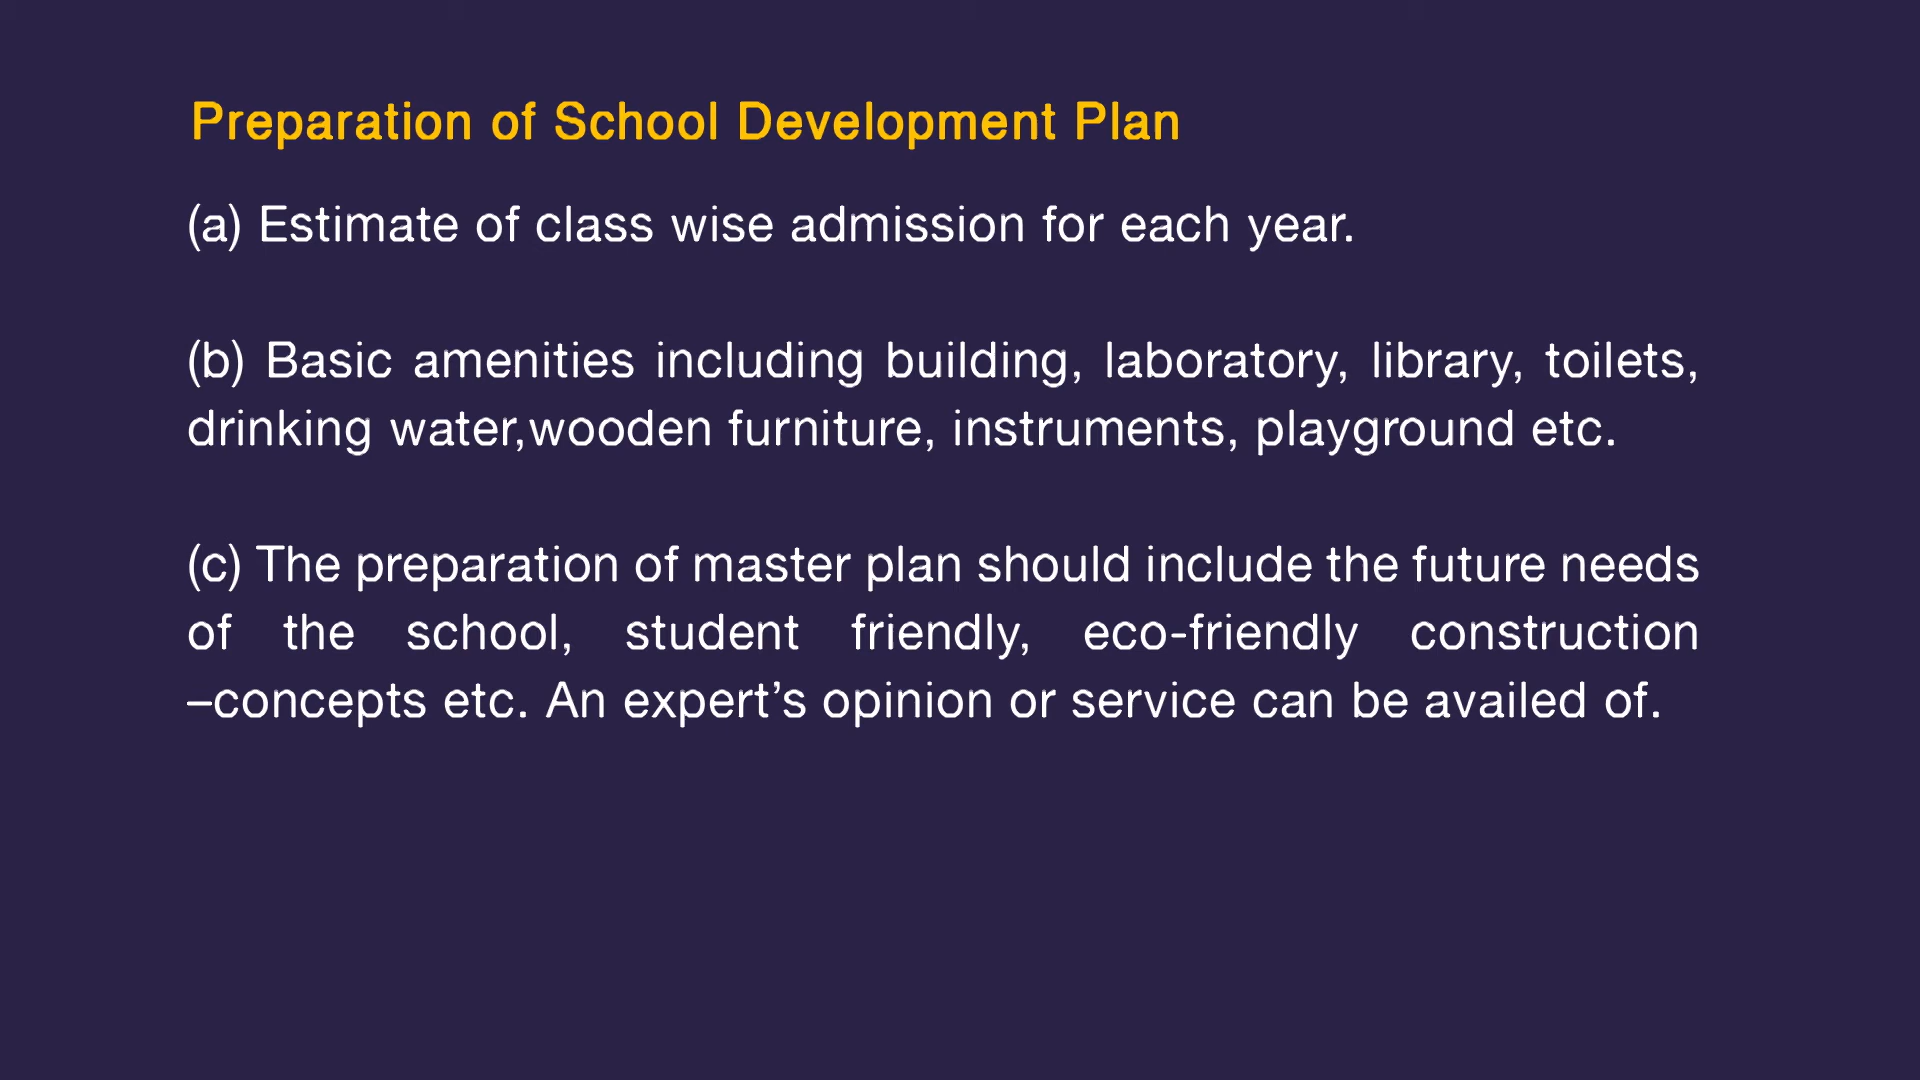 Preparation of School Development Plan
(a) Estimate of class wise admission for each year.
(b) Basic amenities including building, laboratory, library, toilets,
drinking water,wooden furniture, instruments, playground etc.
(c) The preparation of master plan should include the future needs
of the school, student friendly, eco-friendly construction
–concepts etc. An expert’s opinion or service can be availed of.